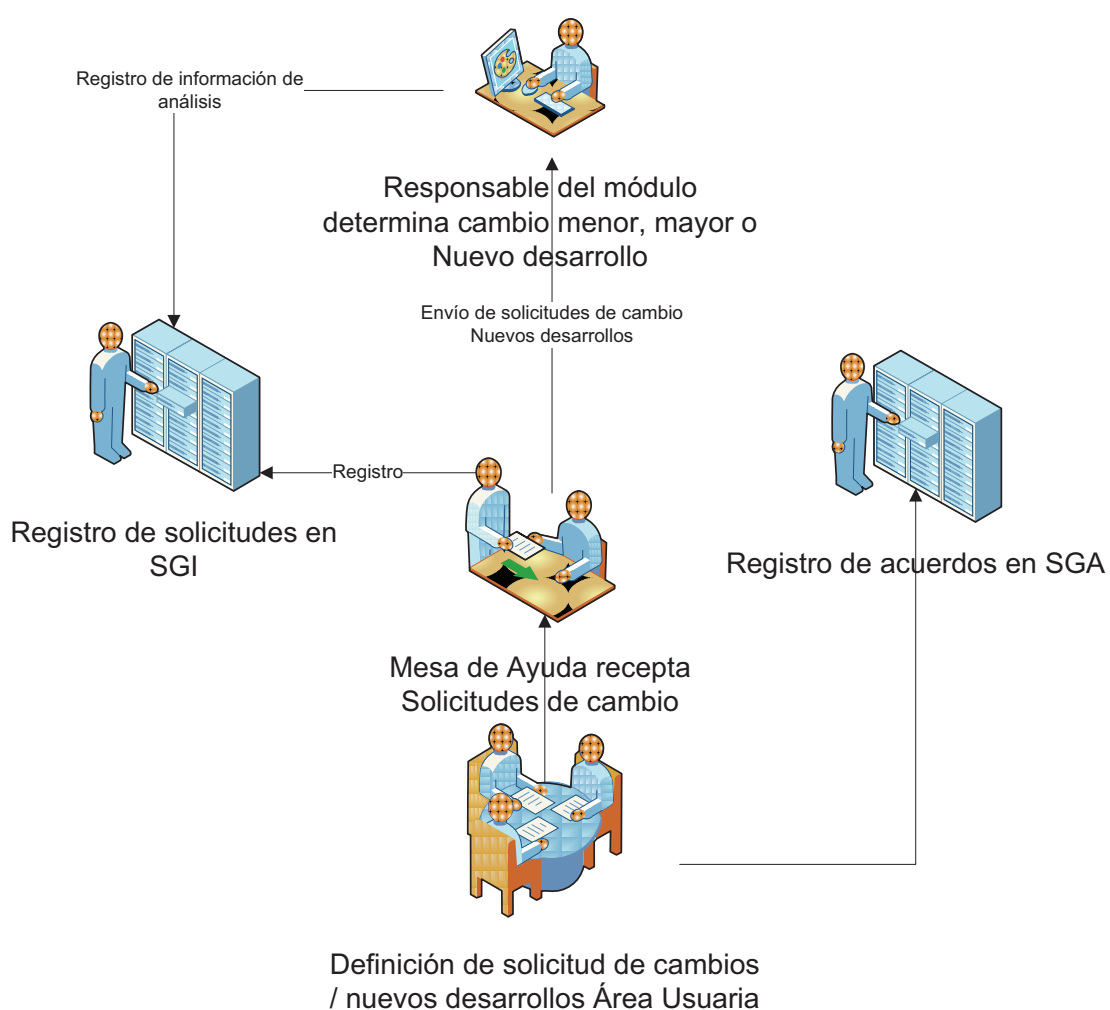 Registro de información de
análisis
Responsable del módulo
determina cambio menor, mayor o
Nuevo desarrollo
Envío de solicitudes de cambio
Nuevos desarrollos
Registro
Registro de solicitudes en
SGI
Registro de acuerdos en SGA
Mesa de Ayuda recepta
Solicitudes de cambio
Definición de solicitud de cambios
/ nuevos desarrollos Área Usuaria